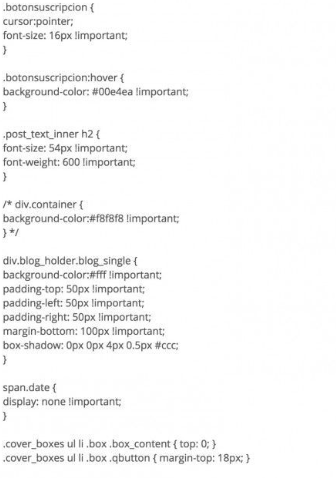 .botonsuscripcion {
cursor:pointer;
font-size: 16px !important;
}

.botonsuscripcion:hover {
background-color: #00e4ea !important;
}

.post_text_inner h2 {
font-size: 54px !important;
font-weight: 600 !important;
}

/* div.container {
background-color:#f8f8f8 !important;
} */

div.blog_holder.blog_single {
background-color:#fff !important;
padding-top: 50px !important;
padding-left: 50px !important;
padding-right: 50px !important;
margin-bottom: 100px !important;
box-shadow: 0px 0px 4px 0.5px #ccc;
}

span.date {
display: none !important;
}

.cover_boxes ul li .box .box_content { top: 0; }
.cover_boxes ul li .box .qbutton { margin-top: 18px; }